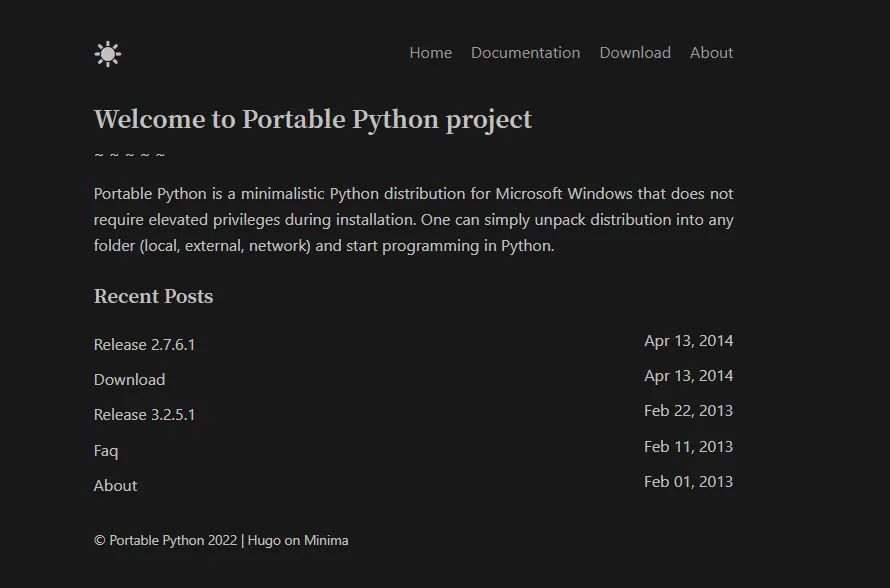 Home Documentation Download About
Welcome to Portable Python project
~ ~ ~ ~ ~
Portable Python is a minimalistic Python distribution for Microsoft Windows that does not
require elevated privileges during installation. One can simply unpack distribution into any
folder (local, external, network) and start programming in Python.
Recent Posts
Release 2.7.6.1 Apr 13, 2014
Download Apr 13, 2014
Release 3.2.5.1 Feb 22, 2013
Faq Feb 11, 2013
About Feb 01, 2013
© Portable Python 2022 | Hugo on Minima